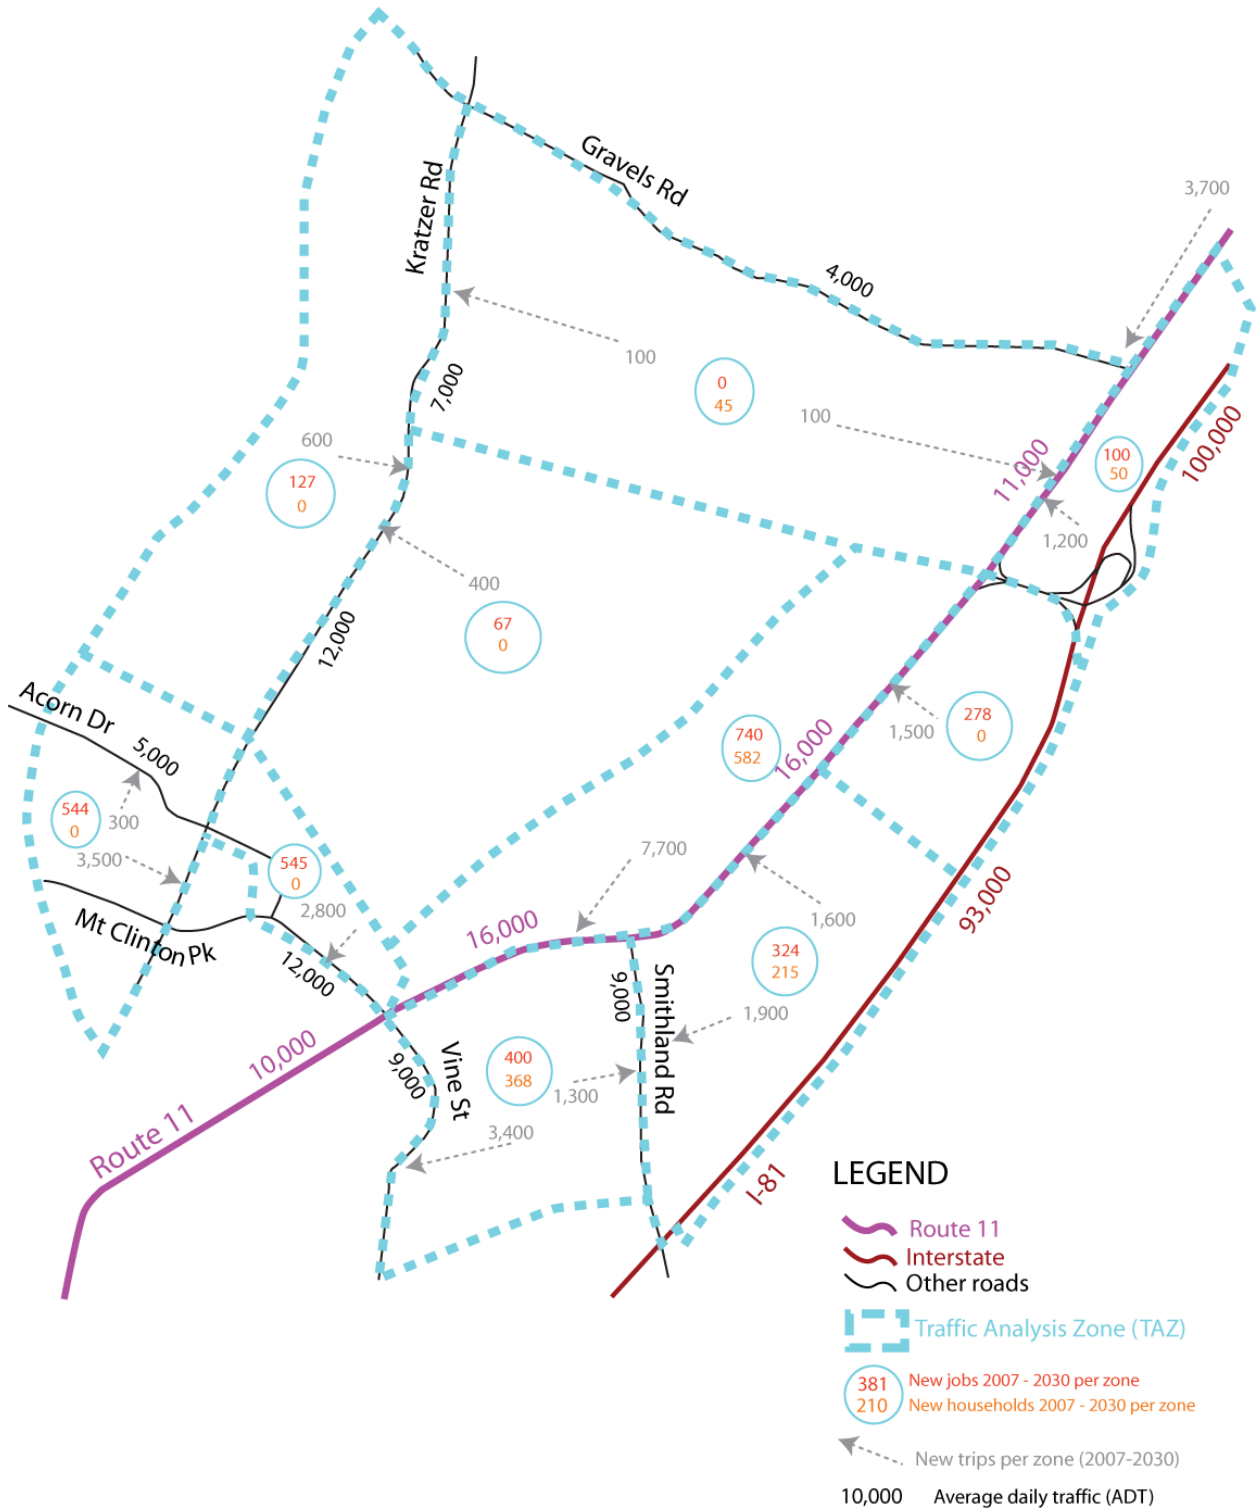 Gravels Rd
3,700
Kratzer Rd
4,000
100
7,000
0
45
100
11,000
100
50
100,000
600
127
0
1,200
400
67
0
12,000
Acorn Dr
5,000
740
582
16,000
1,500
278
0
544
0
300
3,500
545
0
2,800
7,700
1,600
93,000
Mt Clinton Pk
16,000
324
215
12,000
9,000
Smithland Rd
1,900
10,000
9,000
Vine St
400
368
1,300
3,400
Route 11
I-81
LEGEND
Route 11
Interstate
Other roads
Traffic Analysis Zone (TAZ)
381
210
New jobs 2007 - 2030 per zone
New households 2007 - 2030 per zone
New trips per zone (2007-2030)
10,000 Average daily traffic (ADT)